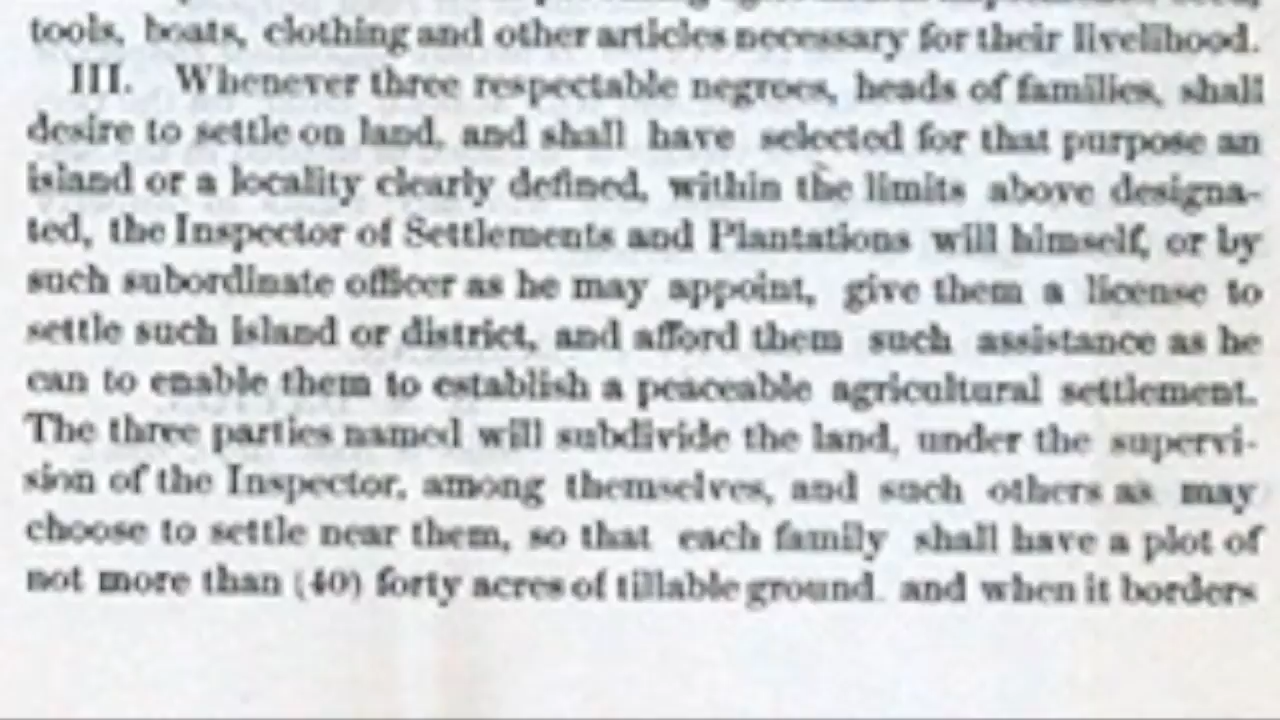 tools, boats, clothing and other articles necessary for their livelihood.
III. Whenever three respectable negroes, heads of families, shall
desire to settle on land, and shall have selected for that purpose an
island or a locality clearly defined, within the limits above designa-
ted, the Inspector of Settlements and Plantations will himself, or by
such subordinate officer as he may appoint, give them a license to
settle such island or district, and afford them such assistance as he
can to enable them to establish a peaceable agricultural settlement.
The three parties named will subdivide the land, under the supervi-
sion of the Inspector, among themselves, and such others as may
choose to settle near them, so that each family shall have a plot of
not more than (40) forty acres of tillable ground. and when it borders